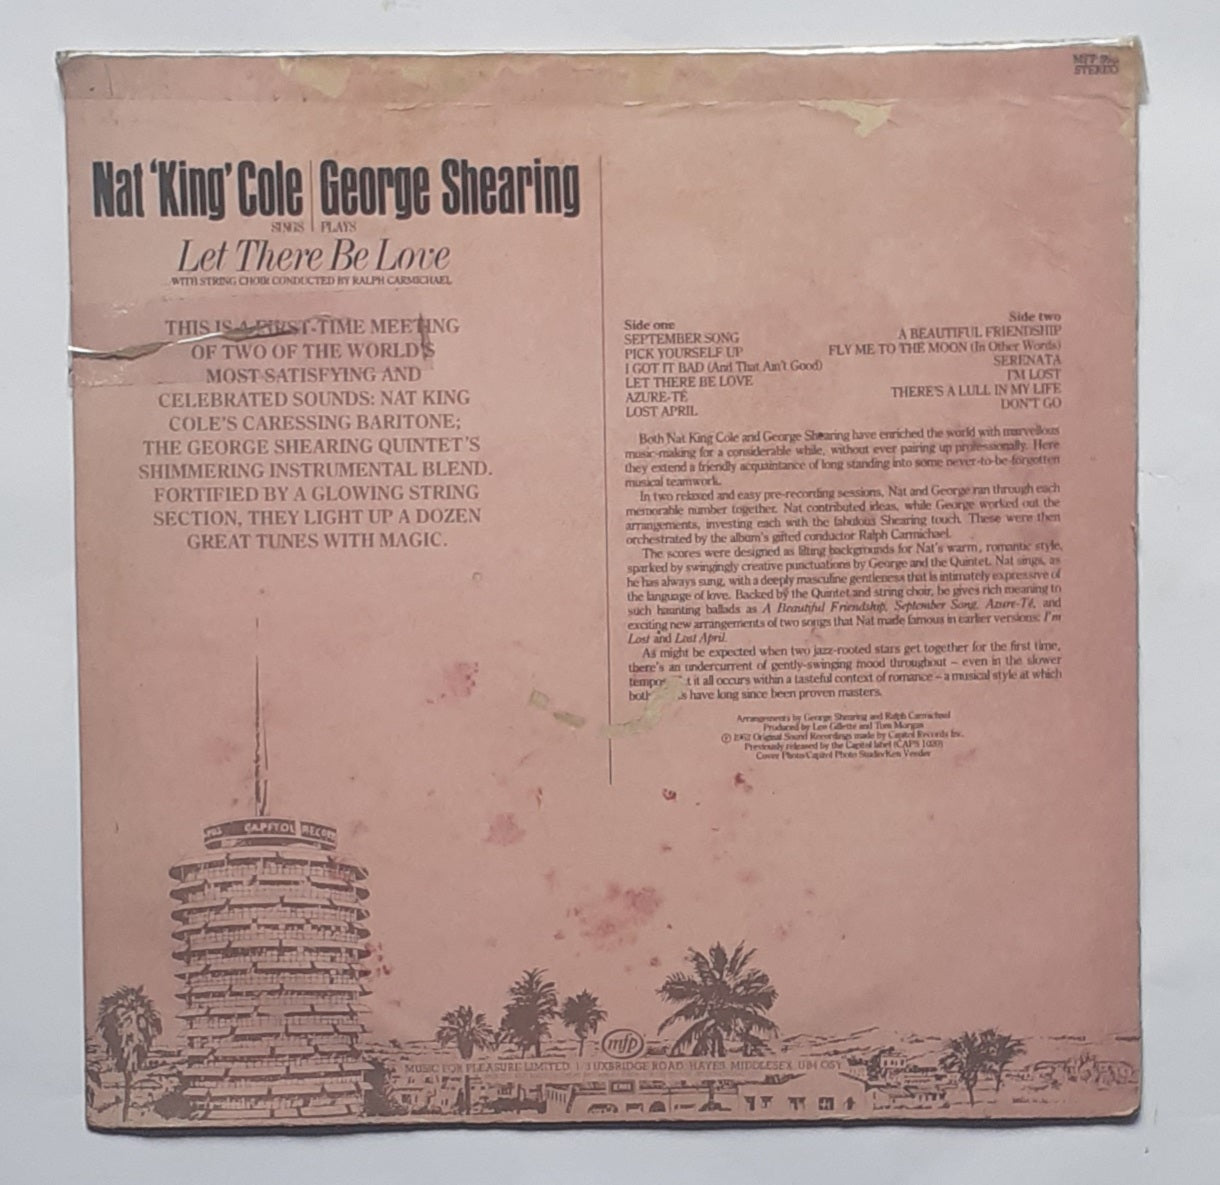 MFP
STEREO
Nat 'King' Cole | George Shearing
SINGS | PLAYS
Let There Be Love
WITH STRING CHOIR CONDUCTED BY RALPH CARMICHAEL
THIS IS A FIRST-TIME MEETING
OF TWO OF THE WORLD'S
MOST SATISFYING AND
CELEBRATED SOUNDS: NAT KING
COLE'S CARESSING BARITONE;
THE GEORGE SHEARING QUINTET'S
SHIMMERING INSTRUMENTAL BLEND.
FORTIFIED BY A GLOWING STRING
SECTION, THEY LIGHT UP A DOZEN
GREAT TUNES WITH MAGIC.
Side one
SEPTEMBER SONG
PICK YOURSELF UP
I GOT IT BAD (And That Ain't Good)
LET THERE BE LOVE
AZURE-TÉ
LOST APRIL
Side two
A BEAUTIFUL FRIENDSHIP
FLY ME TO THE MOON (In Other Words)
SERENATA
I'M LOST
THERE'S A LULL IN MY LIFE
DON'T GO
Both Nat King Cole and George Shearing have enriched the world with marvellous
music-making for a considerable while, without ever pairing up professionally. Here
they extend a friendly acquaintance of long standing into some never-to-be-forgotten
musical teamwork.
In two relaxed and easy pre-recording sessions, Nat and George ran through each
memorable number together. Nat contributed ideas, while George worked out the
arrangements, investing each with the fabulous Shearing touch. These were then
orchestrated by the album's gifted conductor Ralph Carmichael.
The scores were designed as lilting backgrounds for Nat's warm, romantic style,
sparked by swingingly creative punctuations by George and the Quintet. Nat sings, as
he has always sung, with a deeply masculine gentleness that is intimately expressive of
the language of love. Backed by the Quintet and string choir, he gives rich meaning to
such haunting ballads as A Beautiful Friendship, September Song, Azure-Té, and
exciting new arrangements of two songs that Nat made famous in earlier versions: I'm
Lost and Lost April.
As might be expected when two jazz-rooted stars get together for the first time,
there's an undercurrent of gently-swinging mood throughout – even in the slower
tempos t it all occurs within a tasteful context of romance – a musical style at which
both s have long since been proven masters.
Arrangements by George Shearing and Ralph Carmichael
Produced by Lee Gillette and Tom Morgan
℗ 1962 Original Sound Recordings made by Capitol Records Inc.
Previously released by the Capitol label (CAPS 1020)
Cover Photo/Capitol Photo Studio/Ken Veeder
CAPITOL RECOR
mfp
MUSIC FOR PLEASURE LIMITED 1/3 UXBRIDGE ROAD HAYES MIDDLESEX UB4 0SY